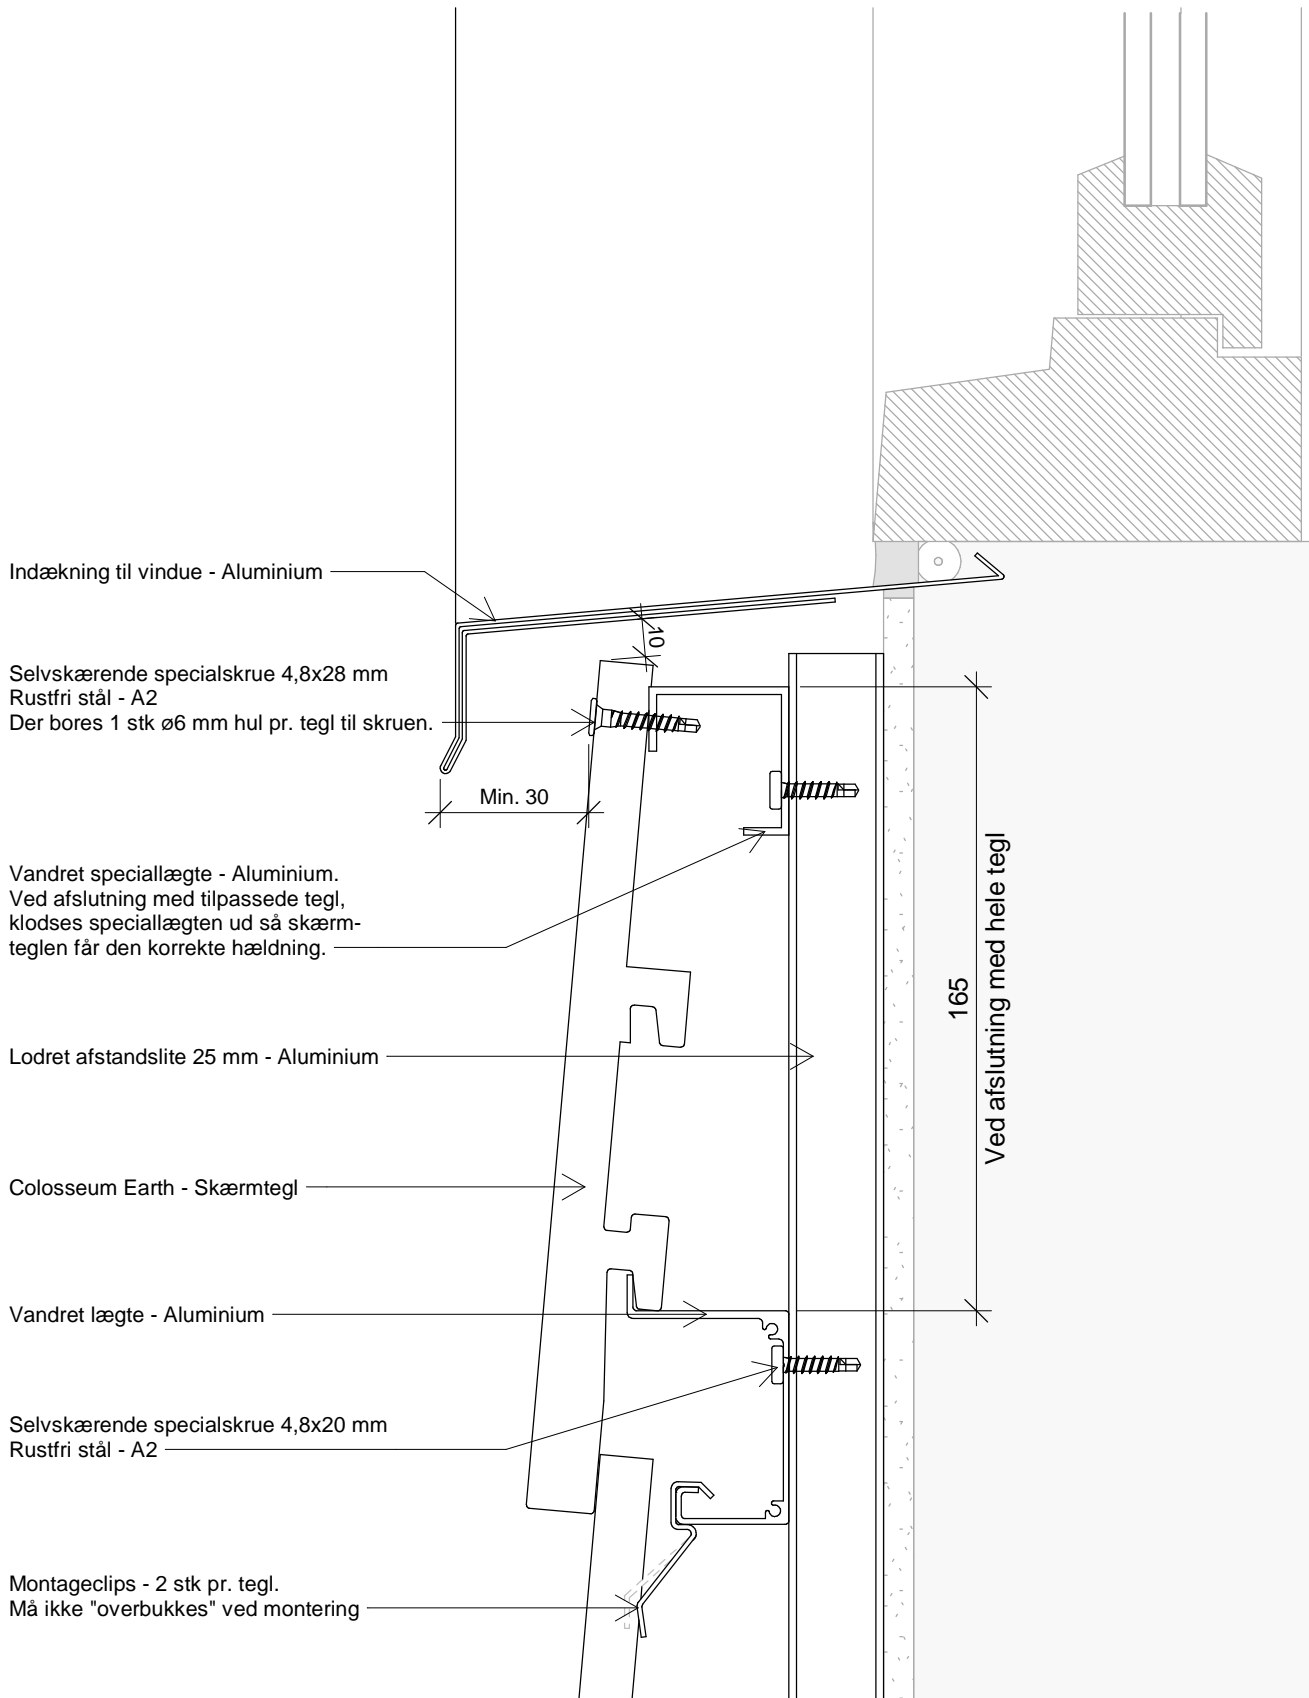 Indækning til vindue - Aluminium
10
Selvskærende specialskrue 4,8x28 mm
Rustfri stål - A2
Der bores 1 stk ø6 mm hul pr. tegl til skruen.
Min. 30
Vandret speciallægte - Aluminium.
Ved afslutning med tilpassede tegl,
klodses speciallægten ud så skærm-
teglen får den korrekte hældning.
165
Ved afslutning med hele tegl
Lodret afstandslite 25 mm - Aluminium
Colosseum Earth - Skærmtegl
Vandret lægte - Aluminium
Selvskærende specialskrue 4,8x20 mm
Rustfri stål - A2
Montageclips - 2 stk pr. tegl.
Må ikke "overbukkes" ved montering